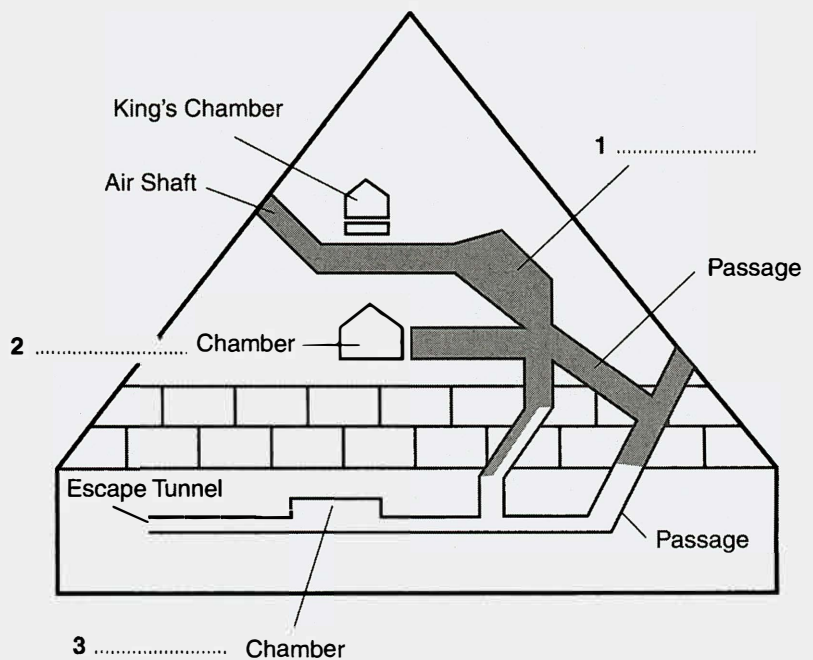 King's Chamber
1 ....................
Air Shaft
Passage
2 ...................... Chamber
Escape Tunnel
Passage
3 .................... Chamber